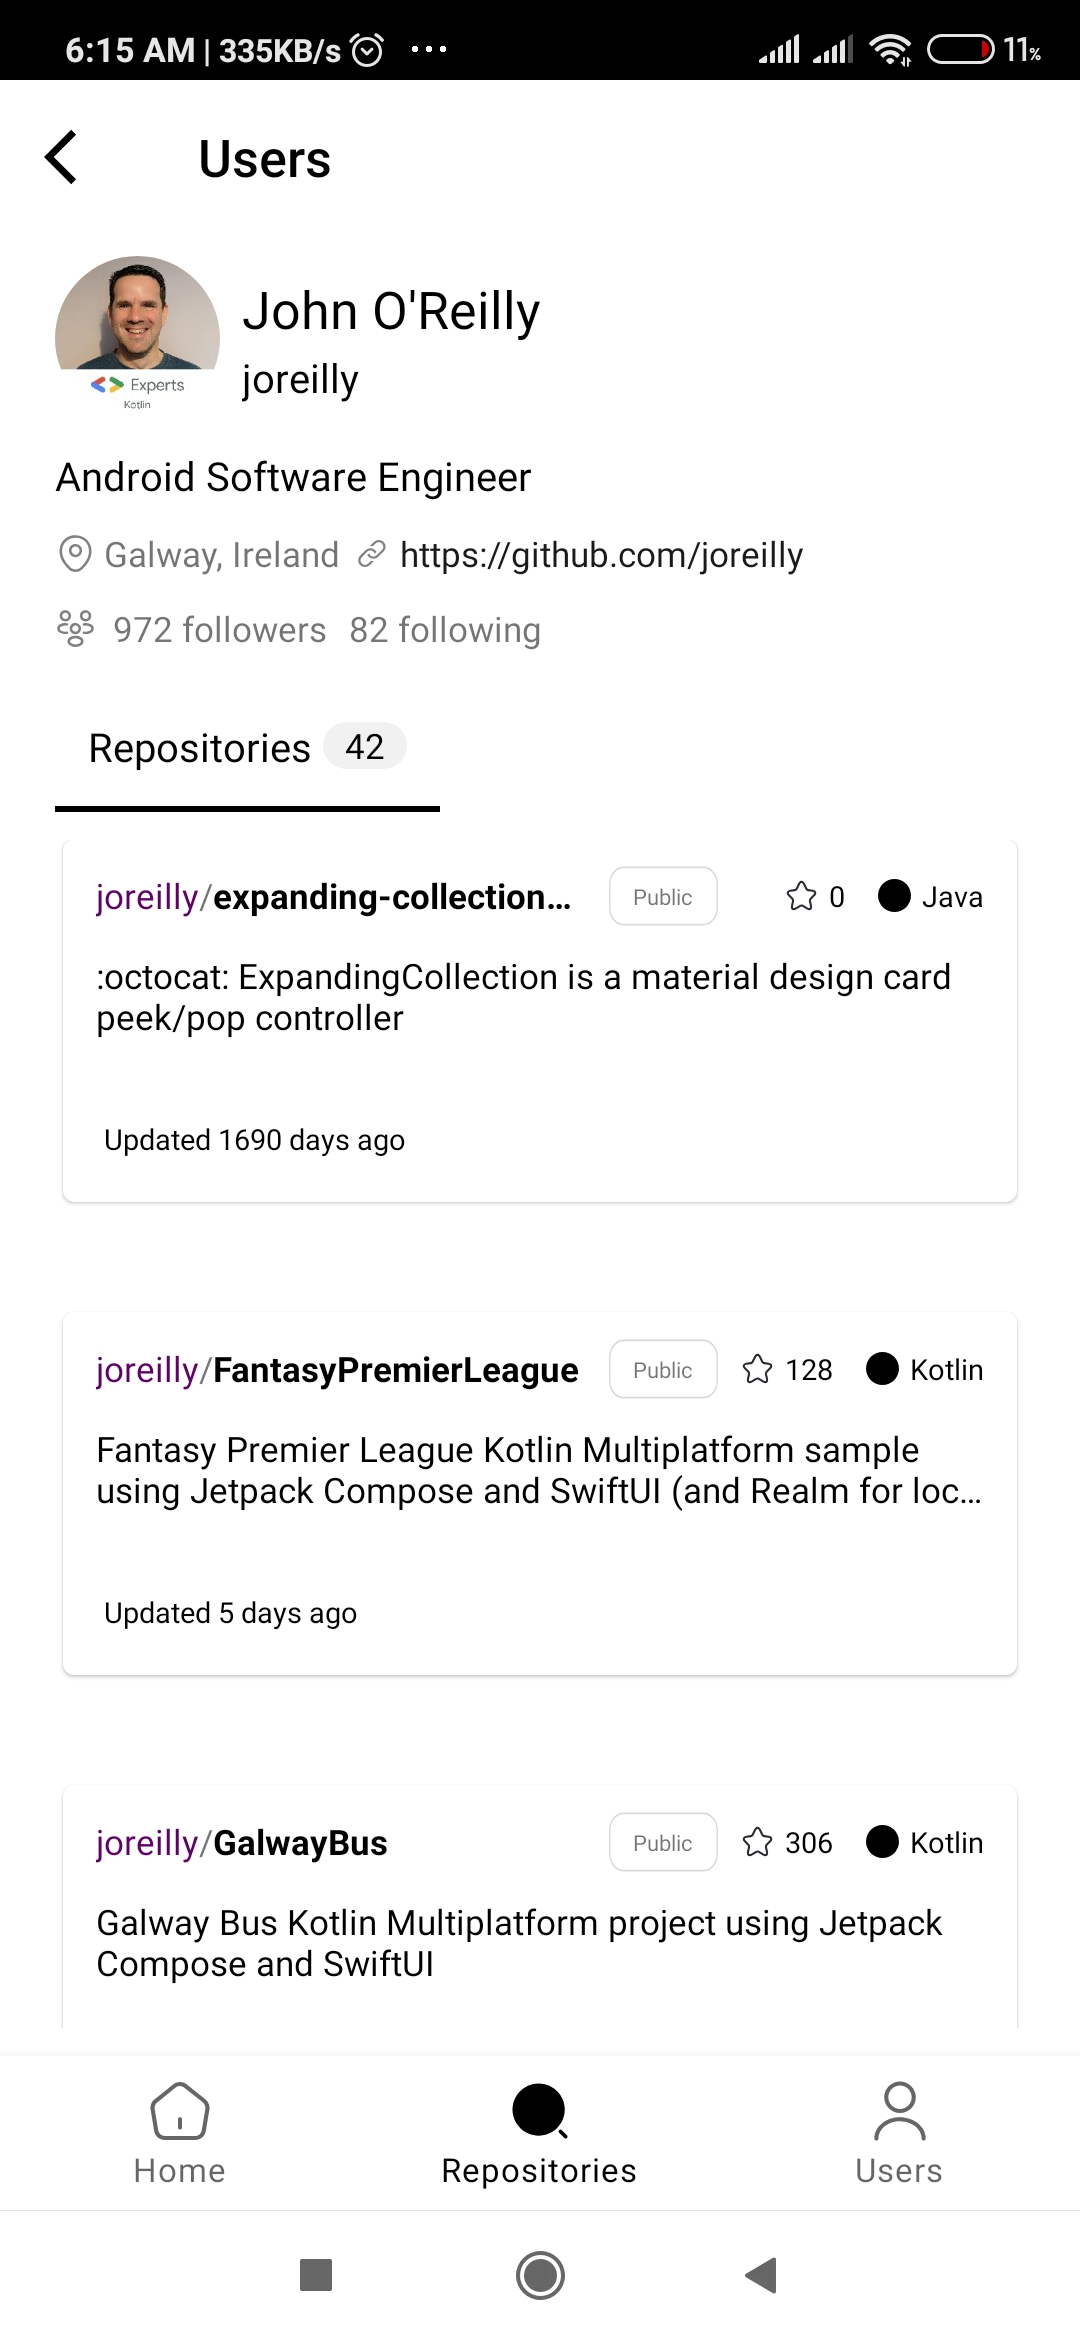 6:15 AM | 335KB/s ... 11%
Users
John O'Reilly
joreilly
Experts
Kotlin
Android Software Engineer
Galway, Ireland https://github.com/joreilly
972 followers 82 following
Repositories 42
joreilly/expanding-collection... Public 0 Java
:octocat: ExpandingCollection is a material design card
peek/pop controller
Updated 1690 days ago
joreilly/FantasyPremierLeague Public 128 Kotlin
Fantasy Premier League Kotlin Multiplatform sample
using Jetpack Compose and SwiftUI (and Realm for loc...
Updated 5 days ago
joreilly/GalwayBus Public 306 Kotlin
Galway Bus Kotlin Multiplatform project using Jetpack
Compose and SwiftUI
Home Repositories Users